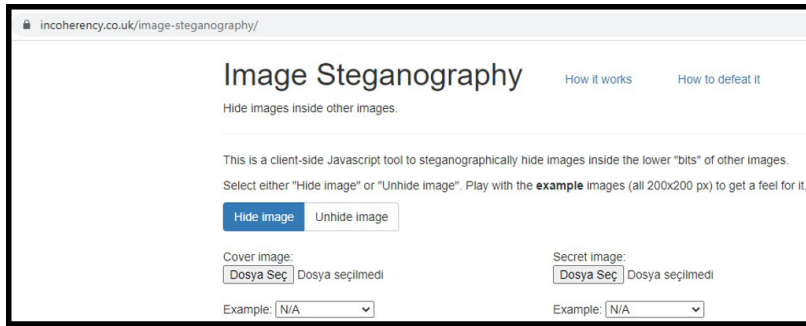 incoherency.co.uk/image-steganography/
Image Steganography How it works How to defeat it
Hide images inside other images.
This is a client-side Javascript tool to steganographically hide images inside the lower "bits" of other images.
Select either "Hide image" or "Unhide image". Play with the example images (all 200x200 px) to get a feel for it.
Hide image Unhide image
Cover image: Secret image:
Dosya Seç Dosya seçilmedi Dosya Seç Dosya seçilmedi
Example: N/A Example: N/A